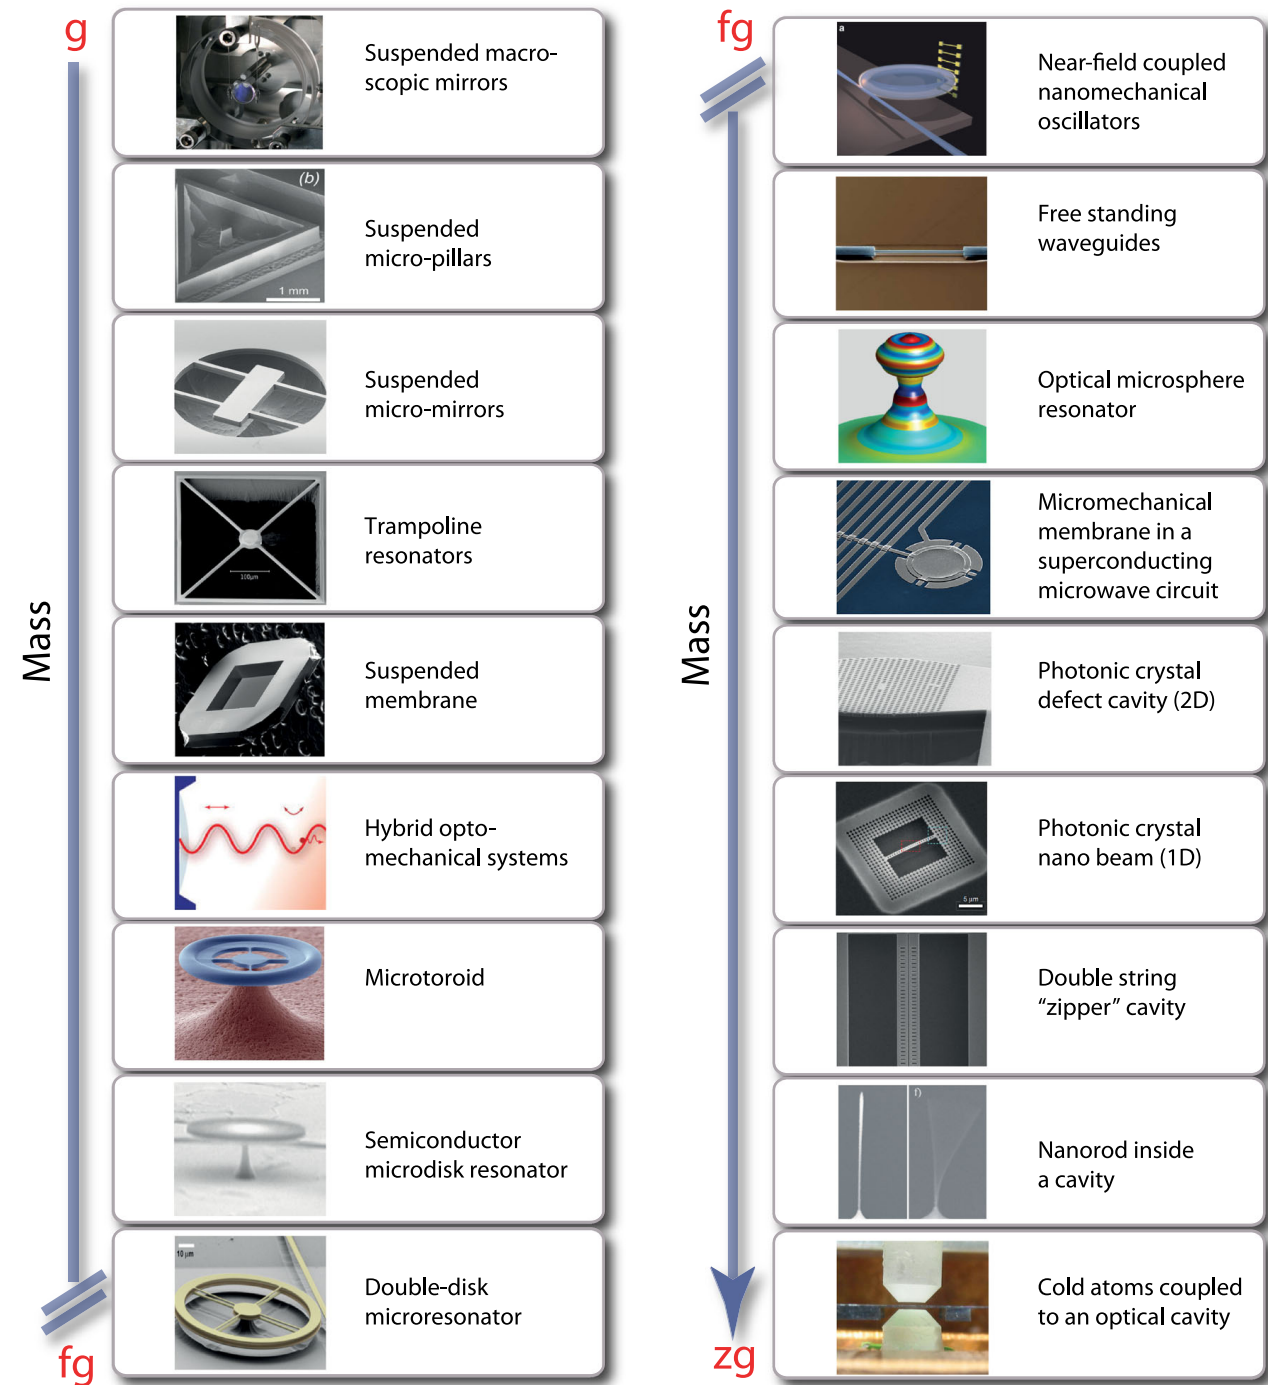 g
Suspended macro-
scopic mirrors
(b)
1 mm
Suspended
micro-pillars
Suspended
micro-mirrors
100µm
Trampoline
resonators
Mass
Suspended
membrane
Hybrid opto-
mechanical systems
Microtoroid
Semiconductor
microdisk resonator
10 µm
Double-disk
microresonator
fg
fg
a
Near-field coupled
nanomechanical
oscillators
Free standing
waveguides
Optical microsphere
resonator
Micromechanical
membrane in a
superconducting
microwave circuit
Mass
Photonic crystal
defect cavity (2D)
5 µm
Photonic crystal
nano beam (1D)
Double string
“zipper” cavity
f)
Nanorod inside
a cavity
Cold atoms coupled
to an optical cavity
zg